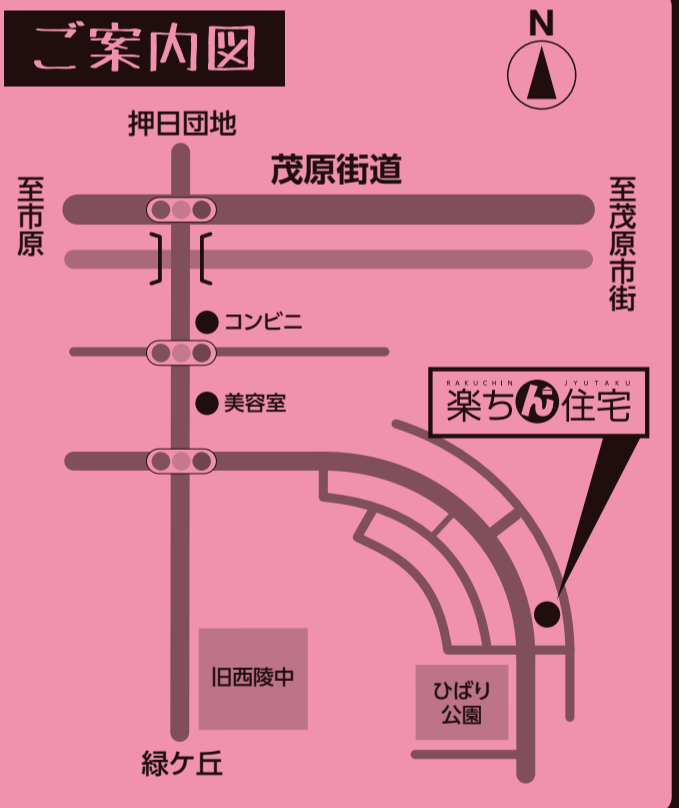 ご案内図
N
押日団地
茂原街道
至市原
至茂原市街
コンビニ
美容室
RAKUCHIN JYUTAKU
楽ちん住宅
旧西陵中
ひばり
公園
緑ケ丘